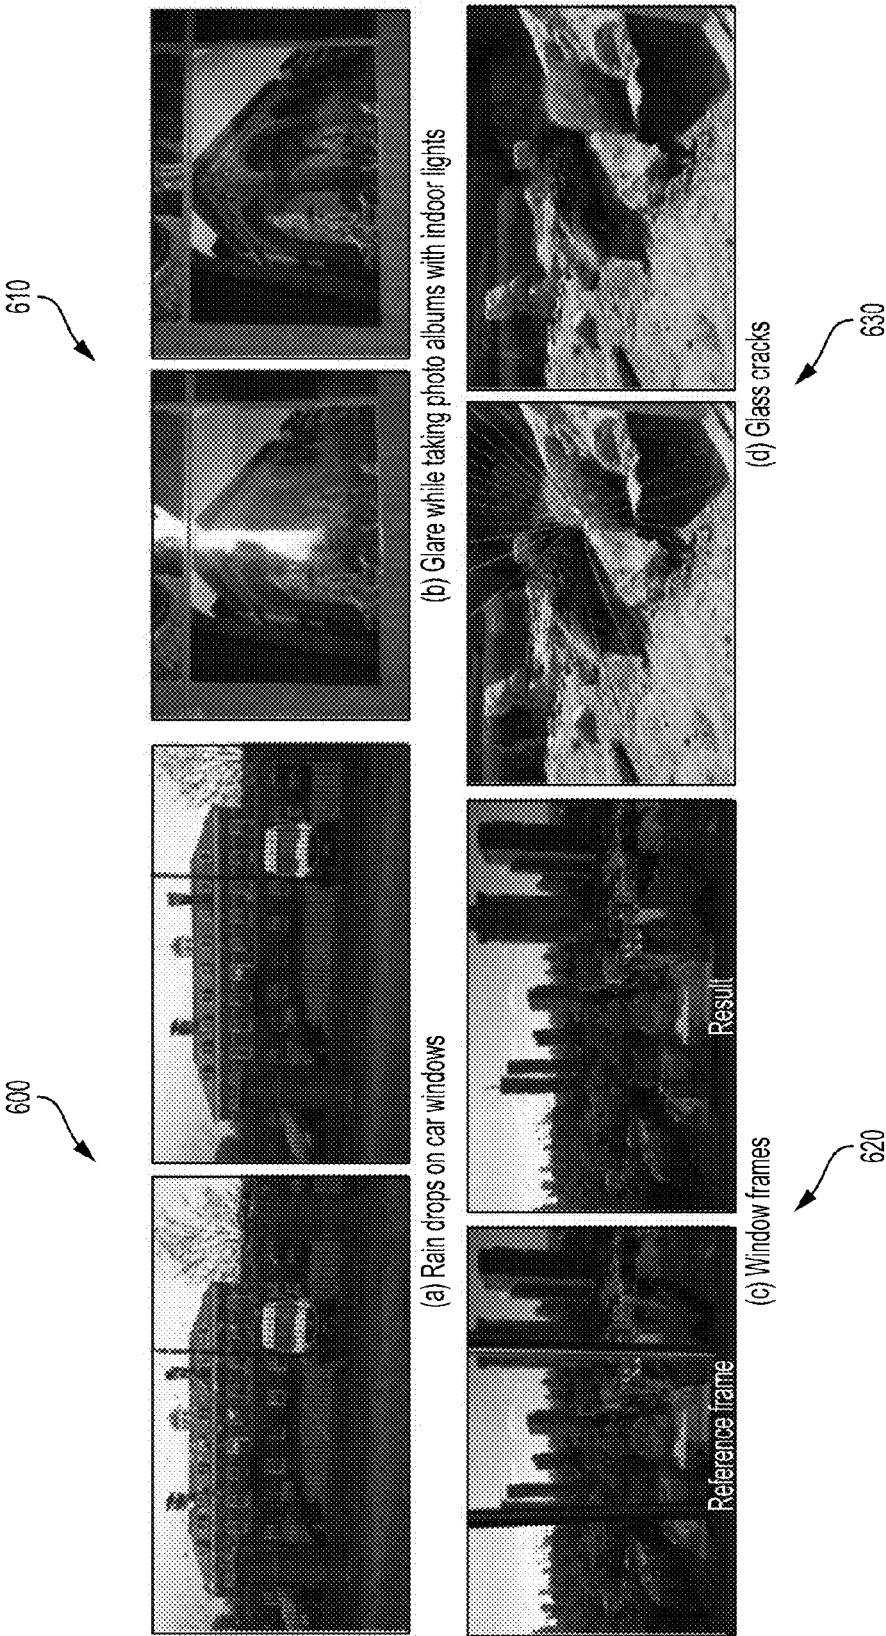 600
610
(a) Rain drops on car windows
(b) Glare while taking photo albums with indoor lights
Reference frame
Result
(c) Window frames
(d) Glass cracks
620
630